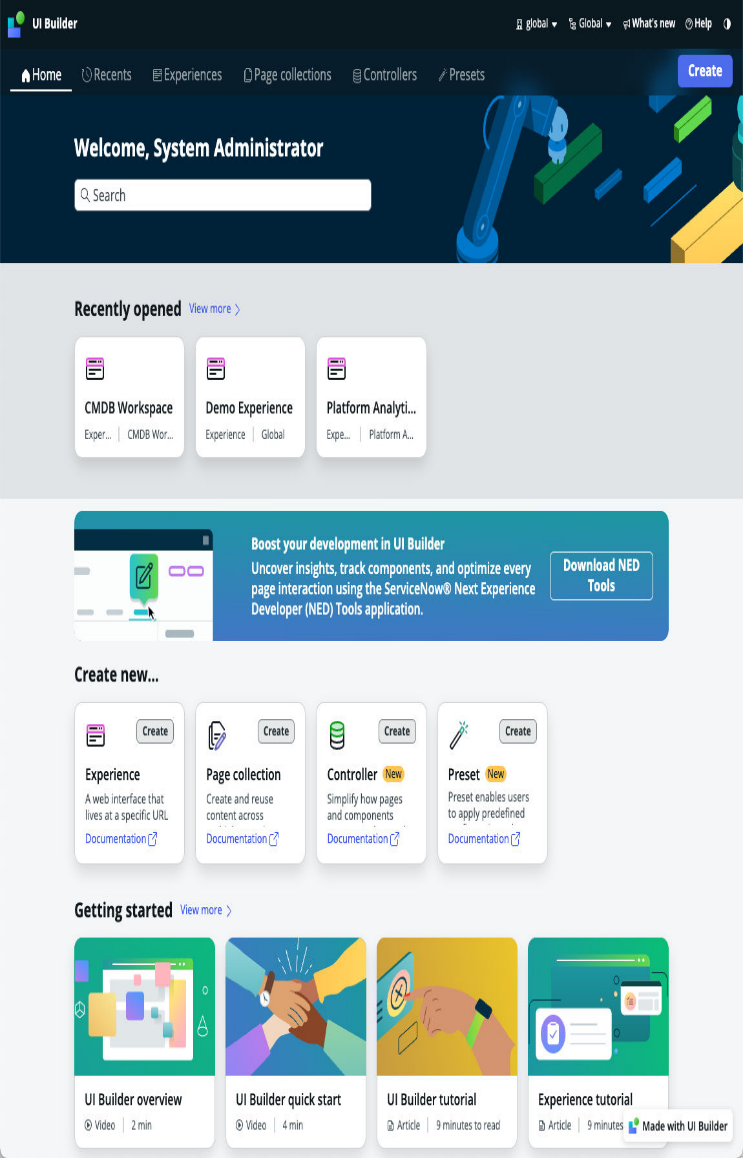 UI Builder
global
Global
What's new
Help
Home
Recents
Experiences
Page collections
Controllers
Presets
Create
Welcome, System Administrator
Search
Recently opened
View more
CMDB Workspace
Exper...
CMDB Wor...
Demo Experience
Experience
Global
Platform Analyti...
Expe...
Platform A...
Boost your development in UI Builder
Uncover insights, track components, and optimize every
page interaction using the ServiceNow® Next Experience
Developer (NED) Tools application.
Download NED
Tools
Create new...
Create
Experience
A web interface that
lives at a specific URL
Documentation
Create
Page collection
Create and reuse
content across
Documentation
Create
Controller
New
Simplify how pages
and components
Documentation
Create
Preset
New
Preset enables users
to apply predefined
Documentation
Getting started
View more
UI Builder overview
Video
2 min
UI Builder quick start
Video
4 min
UI Builder tutorial
Article
9 minutes to read
Experience tutorial
Article
9 minutes
Made with UI Builder